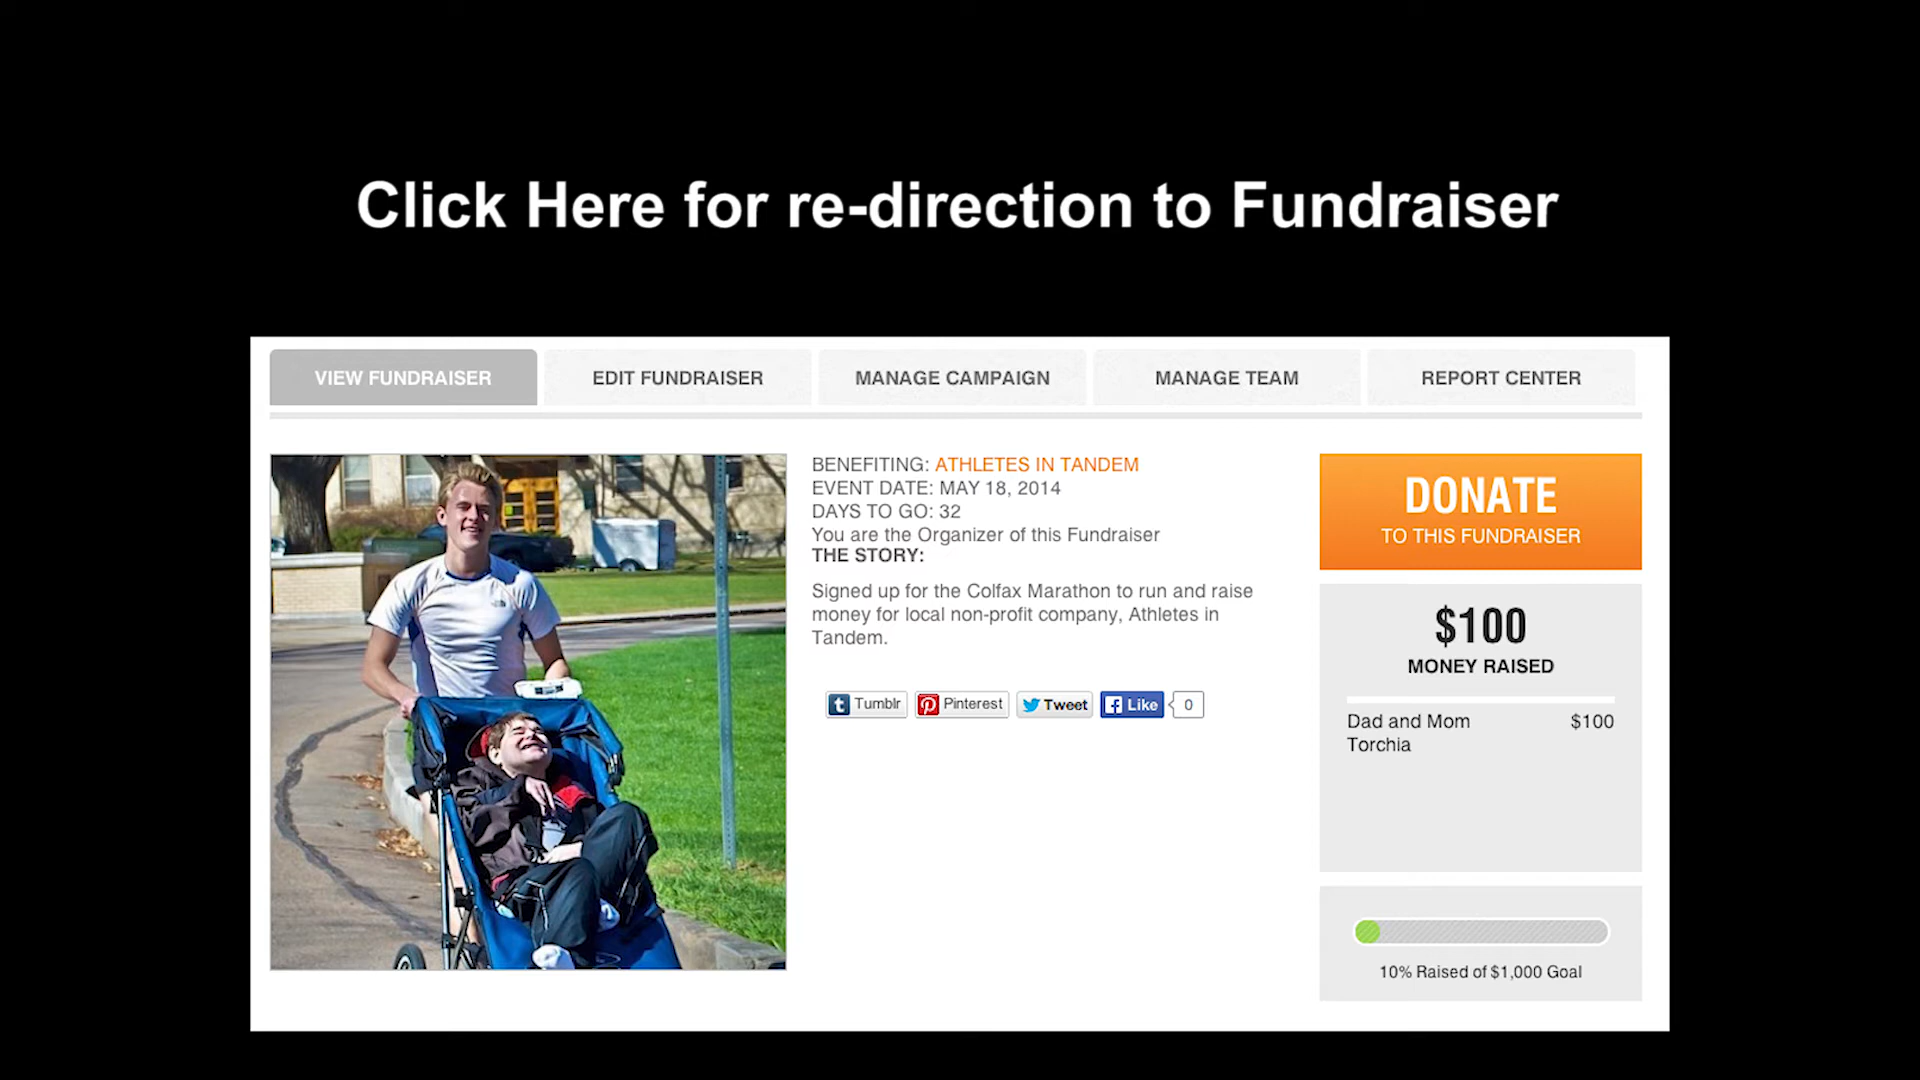 Click Here for re-direction to Fundraiser
VIEW FUNDRAISER
EDIT FUNDRAISER
MANAGE CAMPAIGN
MANAGE TEAM
REPORT CENTER
BENEFITING: ATHLETES IN TANDEM
EVENT DATE: MAY 18, 2014
DAYS TO GO: 32
You are the Organizer of this Fundraiser
THE STORY:
Signed up for the Colfax Marathon to run and raise
money for local non-profit company, Athletes in
Tandem.
Tumblr
Pinterest
Tweet
Like
0
DONATE
TO THIS FUNDRAISER
$100
MONEY RAISED
Dad and Mom $100
Torchia
10% Raised of $1,000 Goal